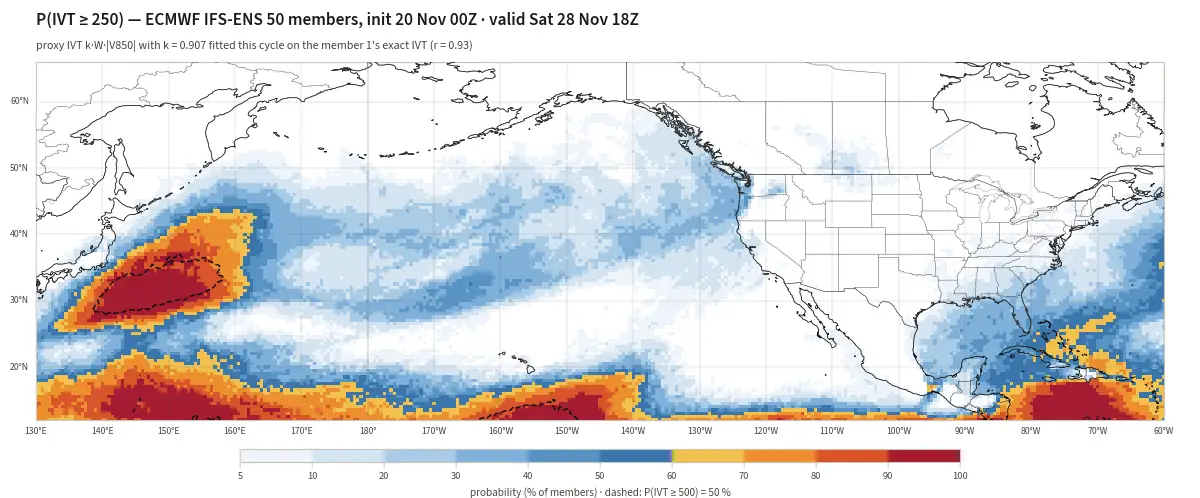 P(IVT ≥ 250) — ECMWF IFS-ENS 50 members, init 20 Nov 00Z · valid Sat 28 Nov 18Z
proxy IVT k·W·|V850| with k = 0.907 fitted this cycle on the member 1's exact IVT (r = 0.93)
60°N
50°N
40°N
30°N
20°N
130°E 140°E 150°E 160°E 170°E 180° 170°W 160°W 150°W 140°W 130°W 120°W 110°W 100°W 90°W 80°W 70°W 60°W
5 10 20 30 40 50 60 70 80 90 100
probability (% of members) · dashed: P(IVT ≥ 500) = 50 %